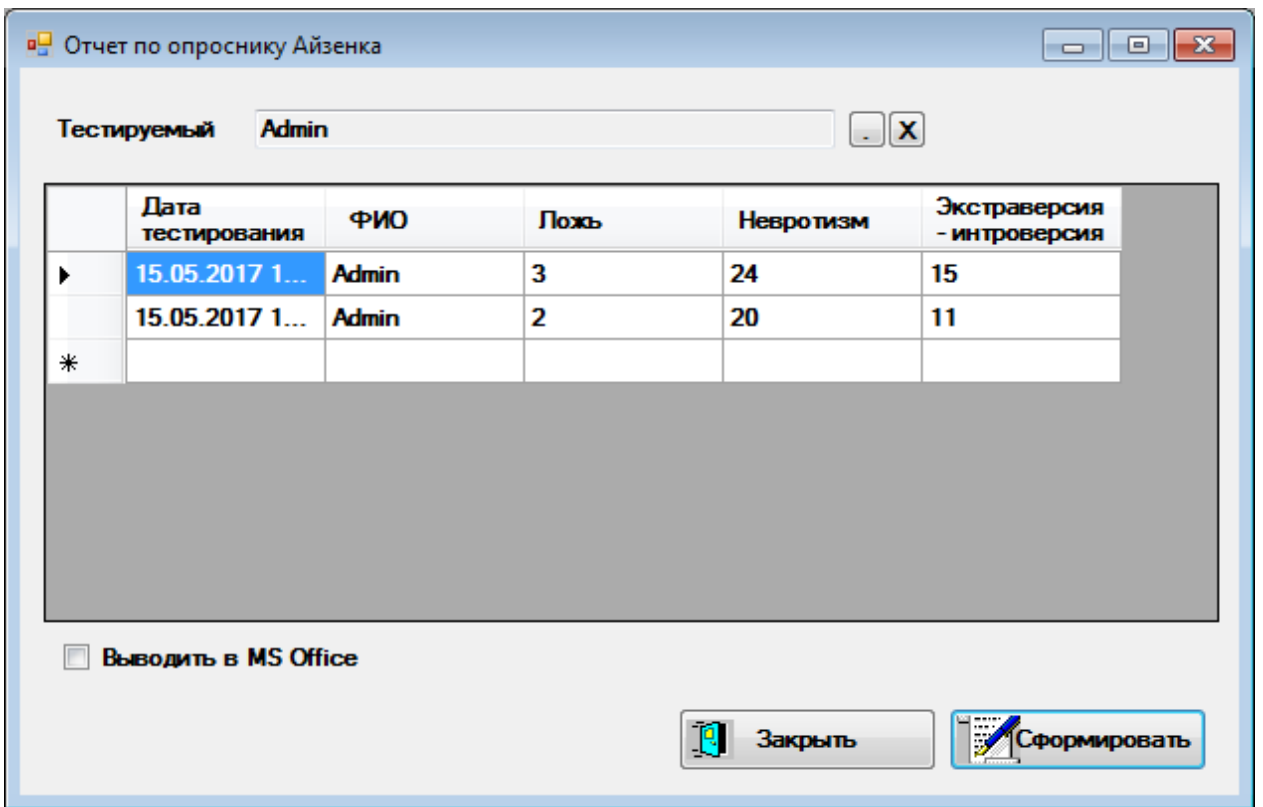 Отчет по опроснику Айзенка
Тестируемый Admin . X
Дата тестирования ФИО Ложь Невротизм Экстраверсия - интроверсия
15.05.2017 1... Admin 3 24 15
15.05.2017 1... Admin 2 20 11
Выводить в MS Office
Закрыть Сформировать